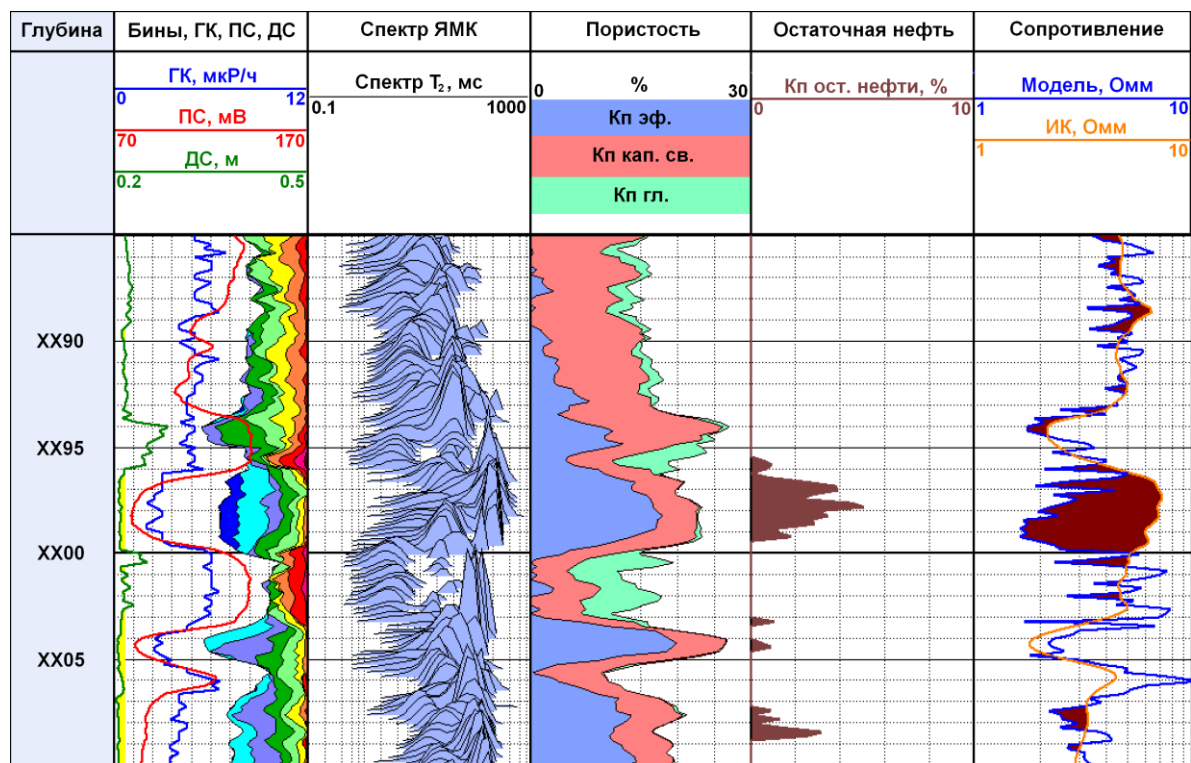 Глубина
Бины, ГК, ПС, ДС
Спектр ЯМК
Пористость
Остаточная нефть
Сопротивление
ГК, мкР/ч
0 12
ПС, мВ
70 170
ДС, м
0.2 0.5
Спектр T2, мс
0.1 1000
%
0 30
Кп эф.
Кп кап. св.
Кп гл.
Кп ост. нефти, %
0 10
Модель, Омм
1 10
ИК, Омм
1 10
XX90
XX95
XX00
XX05